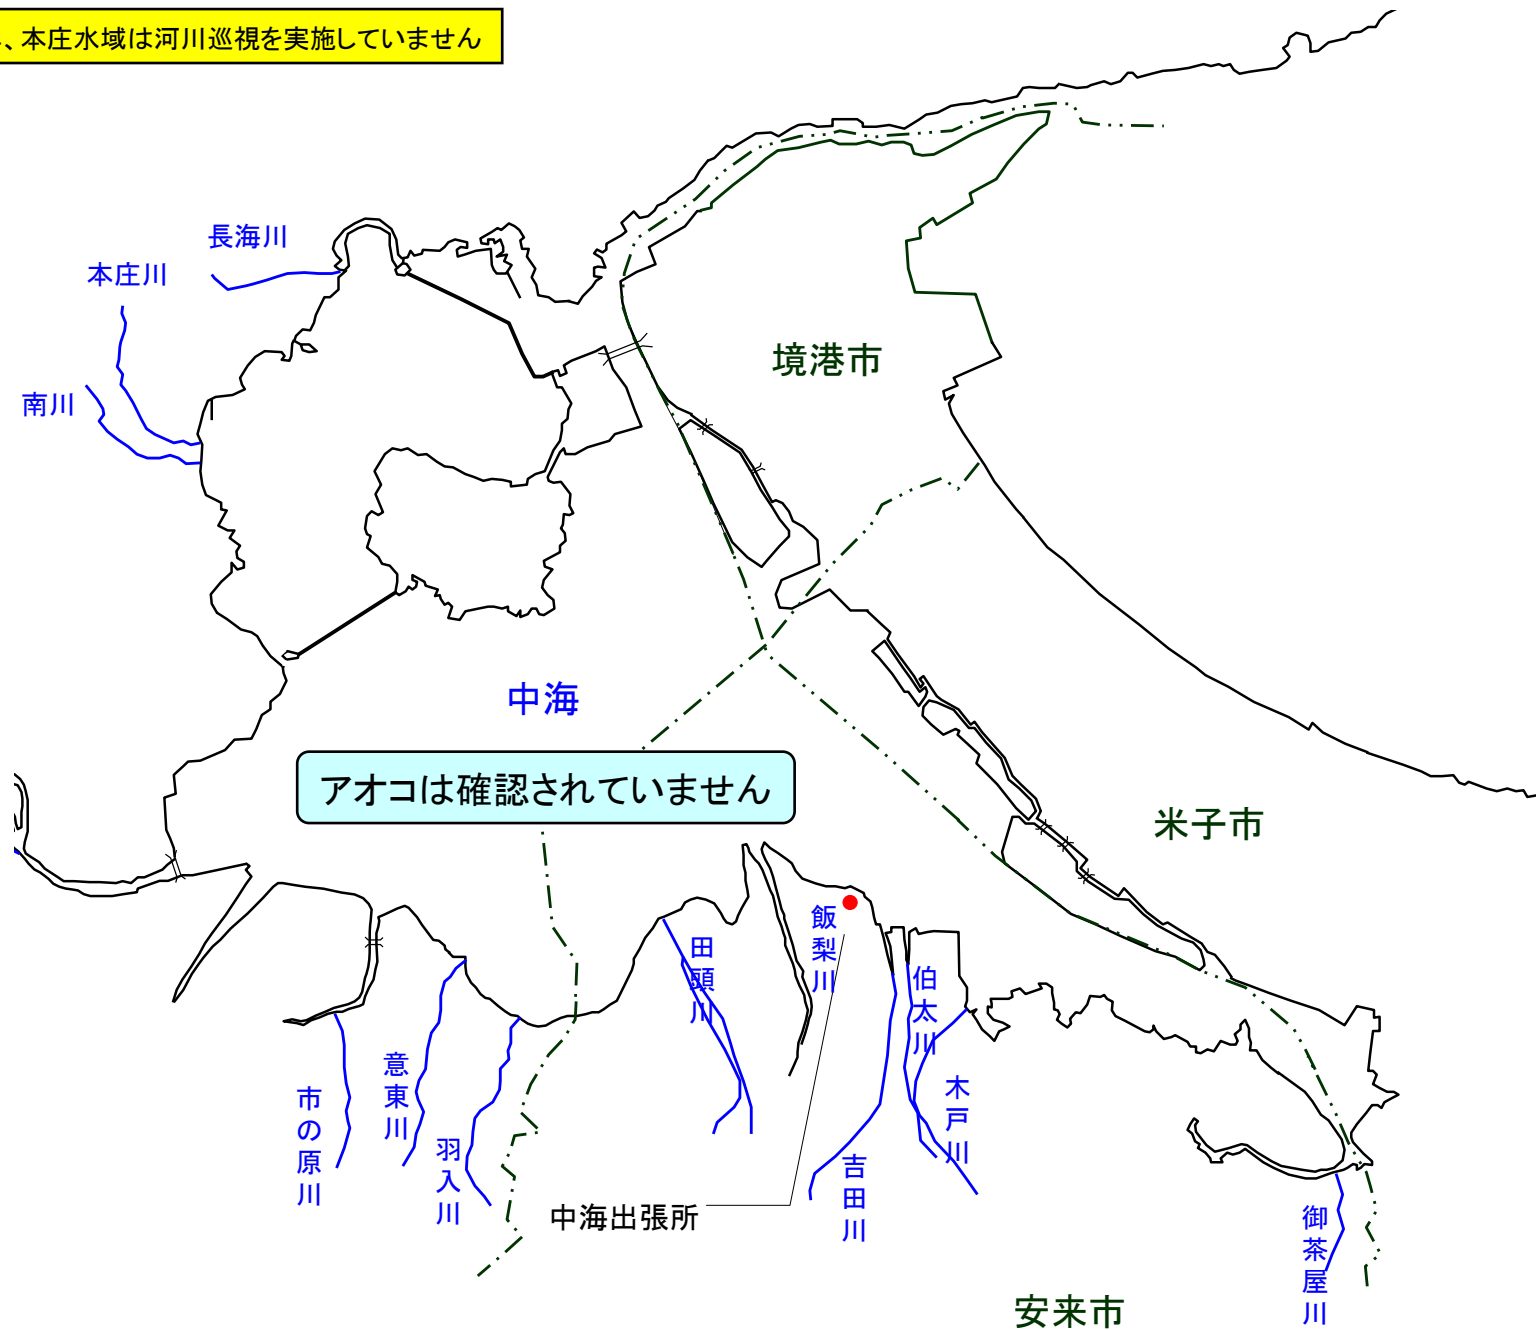 、本庄水域は河川巡視を実施していません
長海川
本庄川
境港市
南川
中海
アオコは確認されていません
米子市
飯梨川
田頭川
伯太川
意東川
木戸川
市の原川
羽入川
吉田川
中海出張所
御茶屋川
安来市